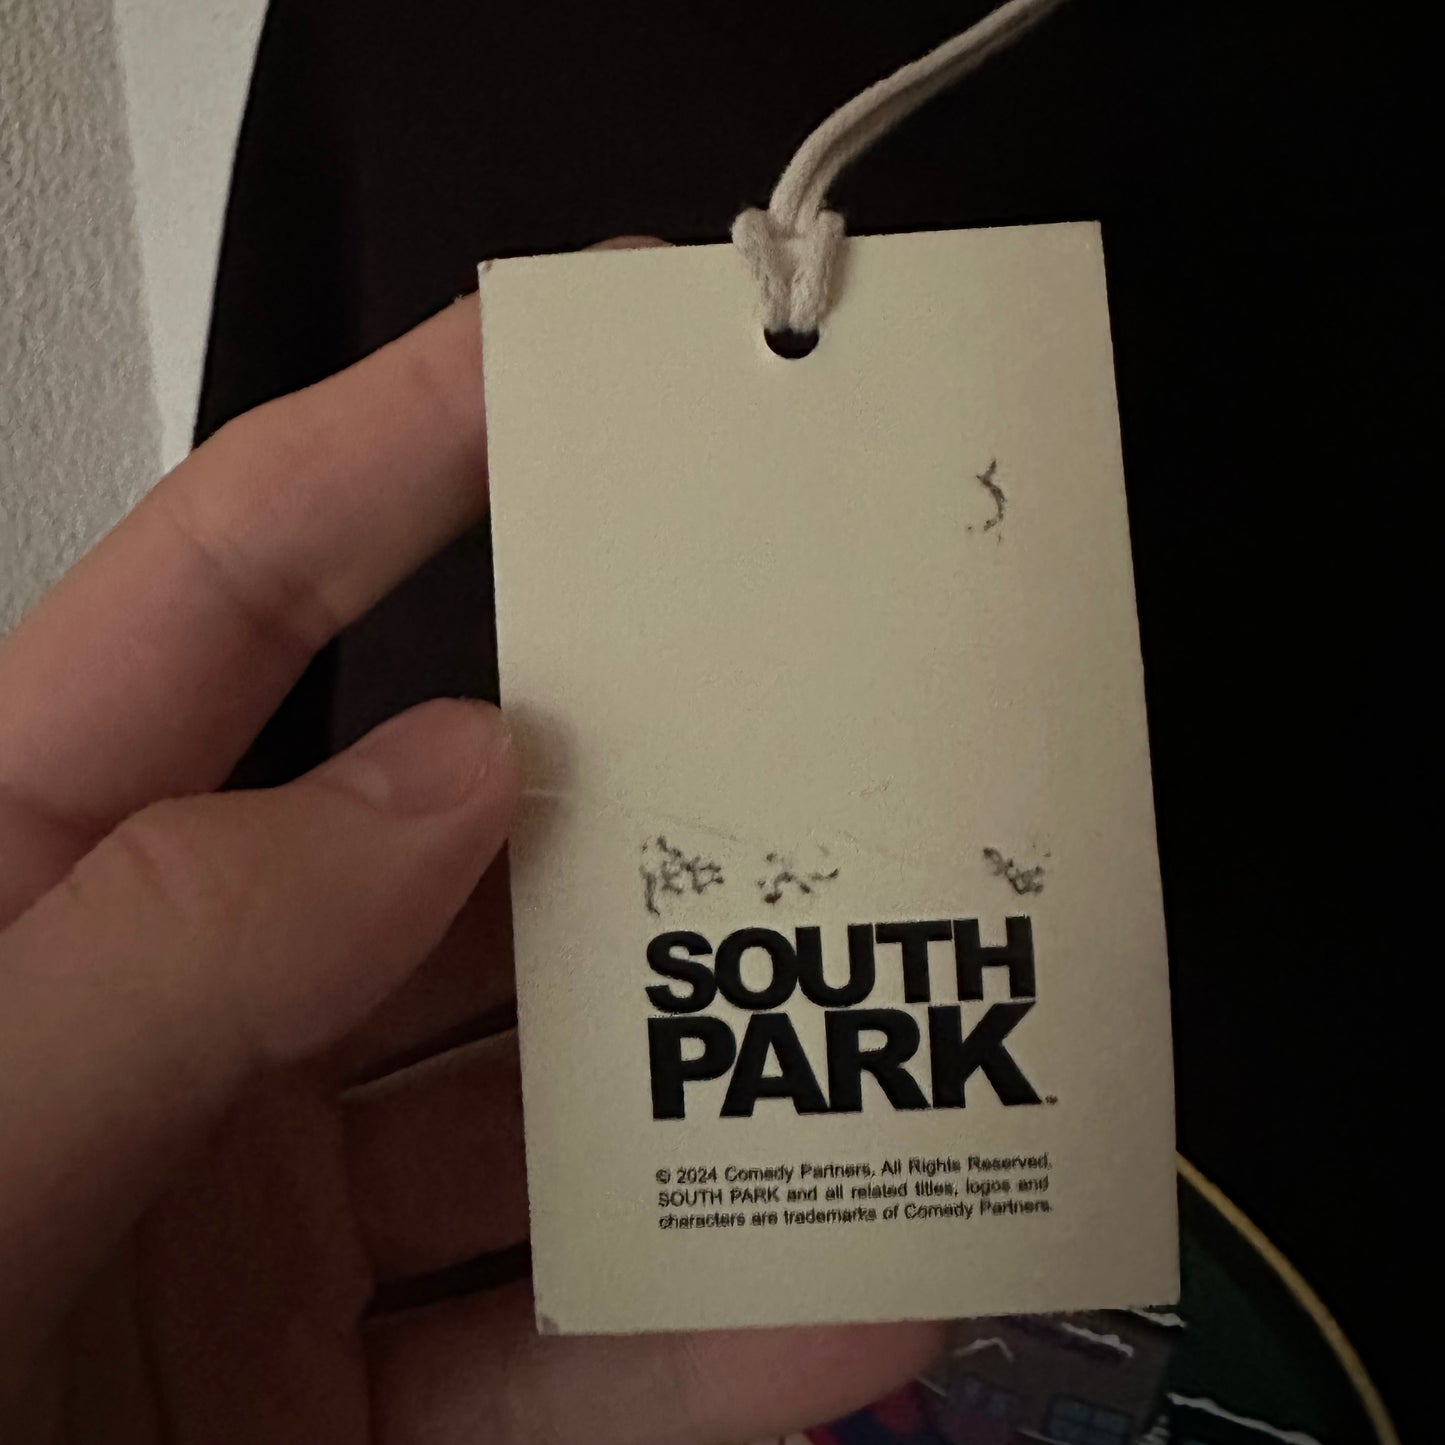 SOUTH
PARK™
© 2024 Comedy Partners. All Rights Reserved.
SOUTH PARK and all related titles, logos and
characters are trademarks of Comedy Partners.